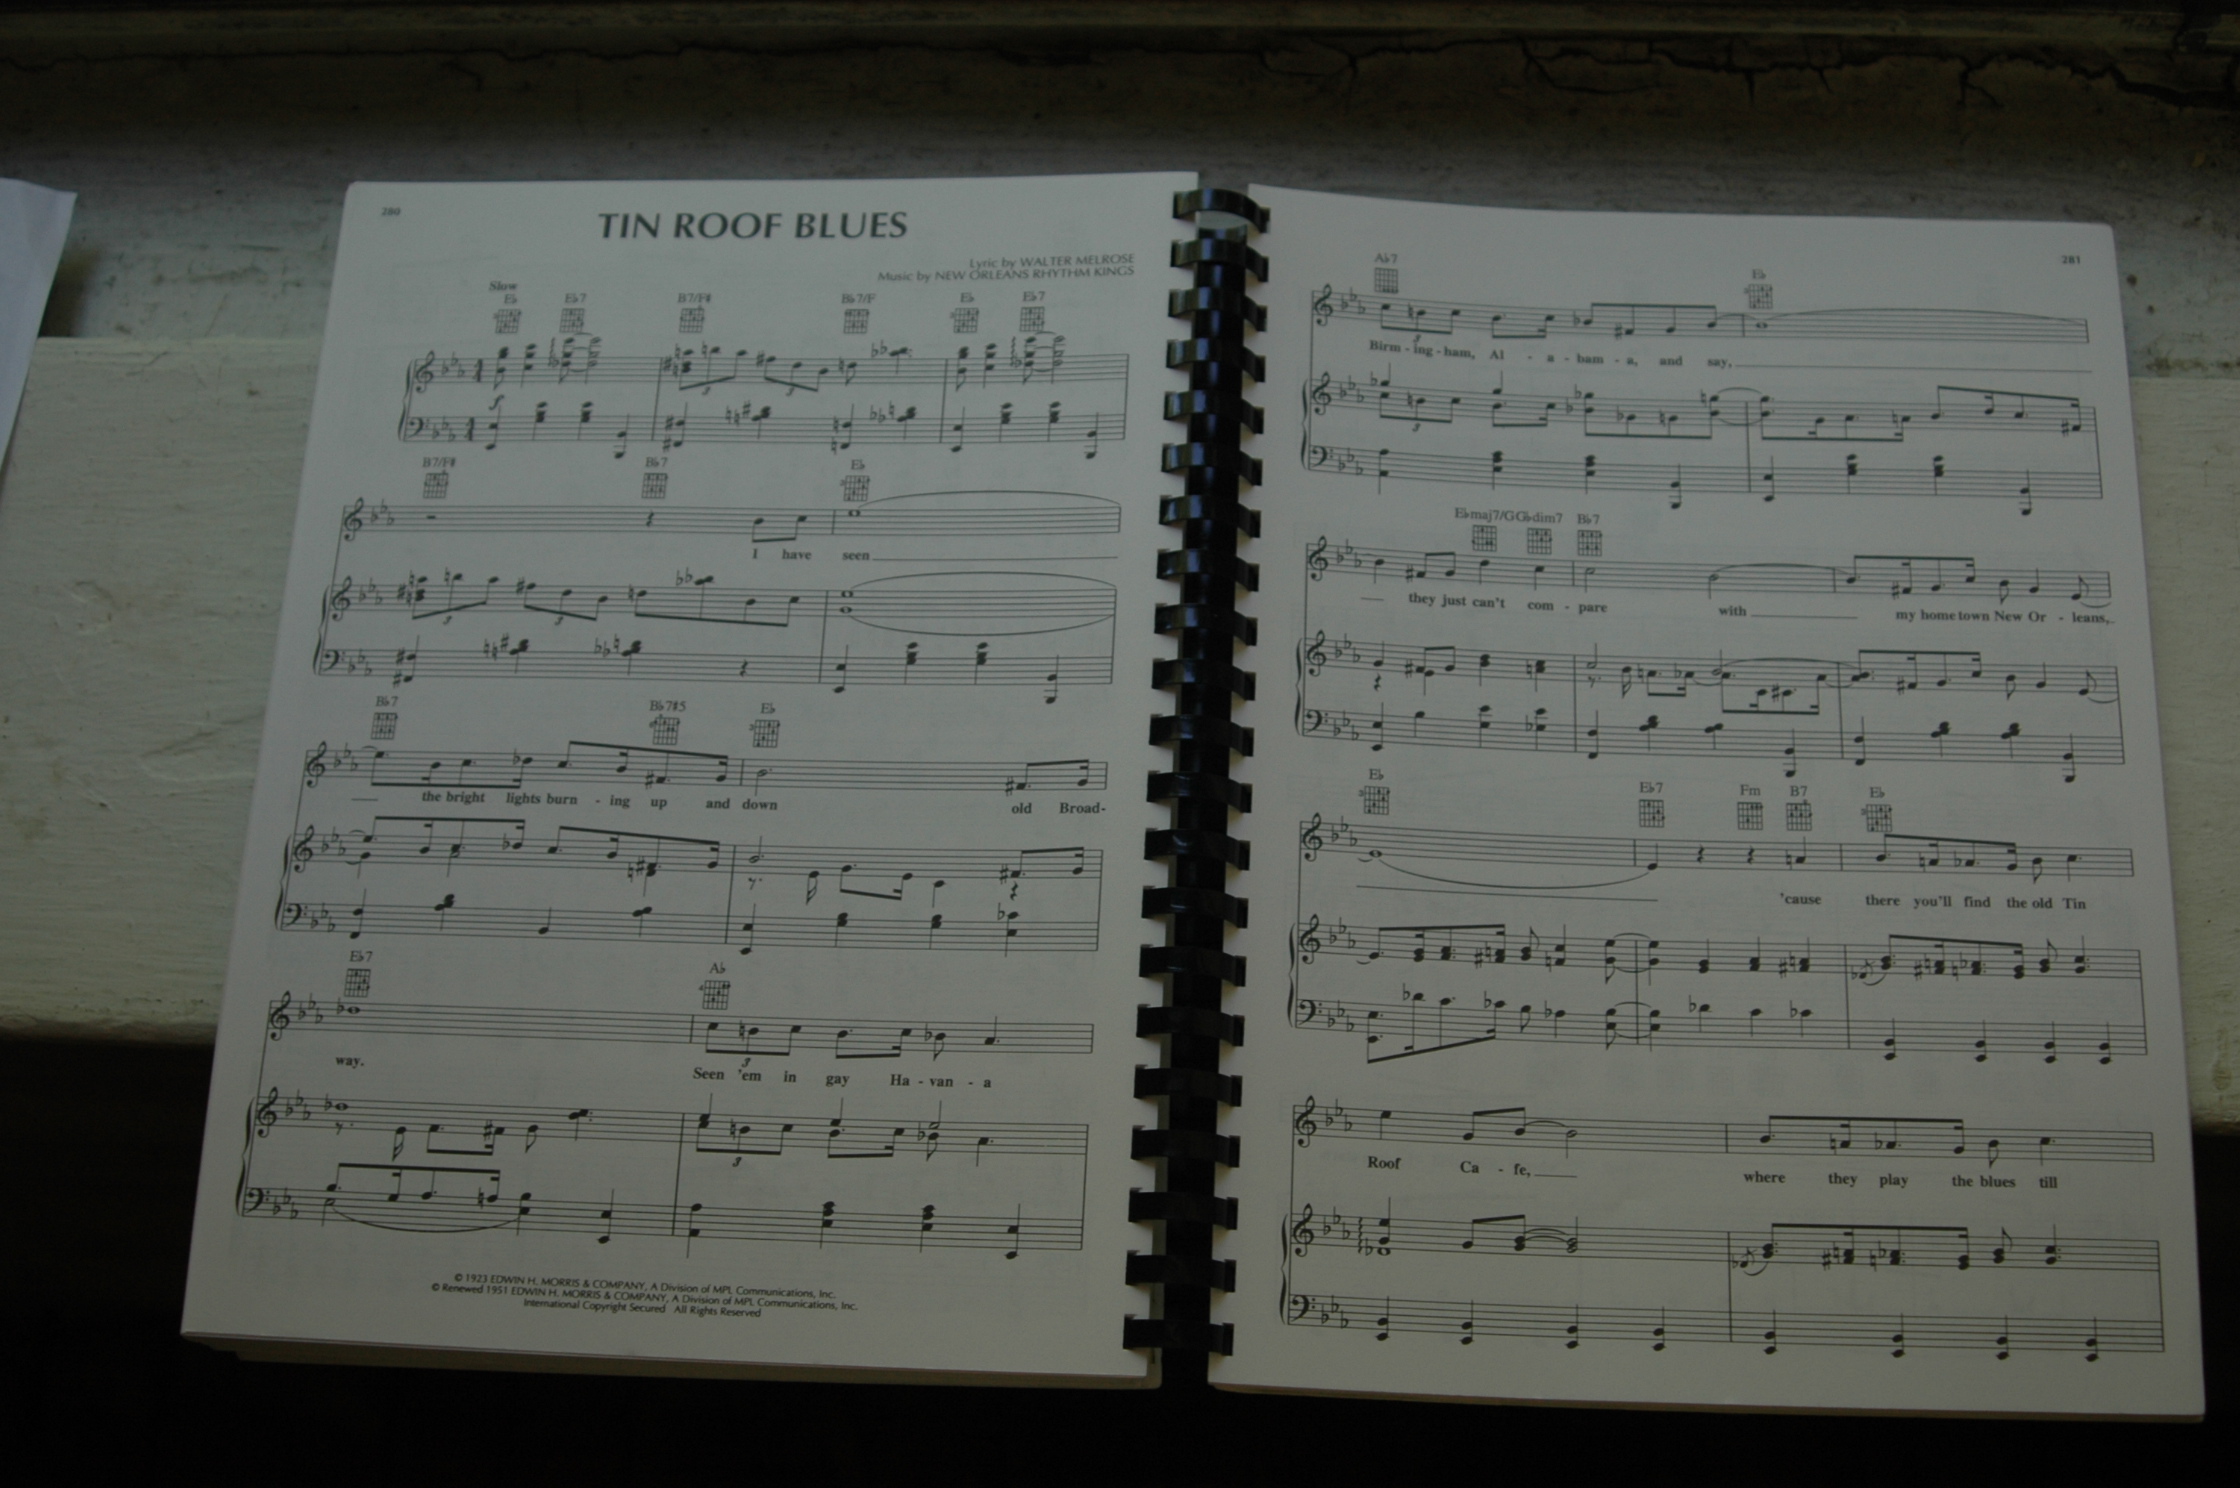 280
TIN ROOF BLUES
Lyric by WALTER MELROSE
Music by NEW ORLEANS RHYTHM KINGS
Slow
E♭ E♭7 B7/F♯ B♭7/F E♭ E♭7
B7/F♯ B♭7 E♭
I have seen
B♭7 B♭7♯5 E♭
the bright lights burn - ing up and down old Broad-
E♭7 A♭
way. Seen 'em in gay Ha - van - a
© 1923 EDWIN H. MORRIS & COMPANY, A Division of MPL Communications, Inc.
© Renewed 1951 EDWIN H. MORRIS & COMPANY, A Division of MPL Communications, Inc.
International Copyright Secured All Rights Reserved
281
A♭7 E♭
Birm - ing - ham, Al - a - bam - a, and say,
E♭maj7/G G♭dim7 B♭7
they just can't com - pare with my home town New Or - leans,
E♭ E♭7 Fm B7 E♭
'cause there you'll find the old Tin
Roof Ca - fe, where they play the blues till